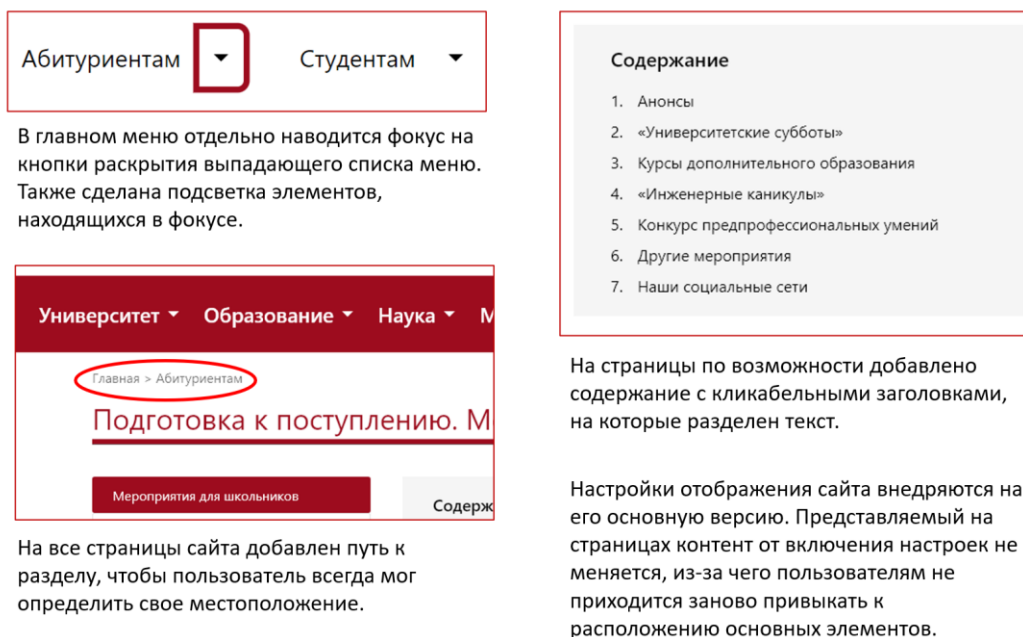 Абитуриентам
Студентам
В главном меню отдельно наводится фокус на
кнопки раскрытия выпадающего списка меню.
Также сделана подсветка элементов,
находящихся в фокусе.
Университет
Образование
Наука
М
Главная > Абитуриентам
Подготовка к поступлению. М
Мероприятия для школьников
Содерж
На все страницы сайта добавлен путь к
разделу, чтобы пользователь всегда мог
определить свое местоположение.
Содержание
1. Анонсы
2. «Университетские субботы»
3. Курсы дополнительного образования
4. «Инженерные каникулы»
5. Конкурс предпрофессиональных умений
6. Другие мероприятия
7. Наши социальные сети
На страницы по возможности добавлено
содержание с кликабельными заголовками,
на которые разделен текст.
Настройки отображения сайта внедряются на
его основную версию. Представляемый на
страницах контент от включения настроек не
меняется, из-за чего пользователям не
приходится заново привыкать к
расположению основных элементов.